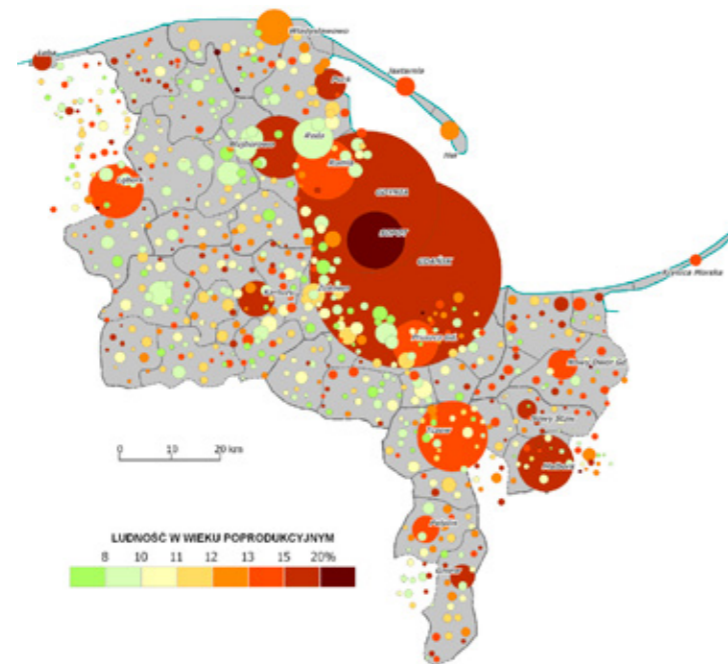 Władysławowo
Łeba
Puck
Jastarnia
Hel
Reda
Wejherowo
Rumia
Lębork
GDYNIA
SOPOT
GDAŃSK
Krynica Morska
Kartuzy
Żukowo
Pruszcz Gd.
Nowy Dwór Gd.
Nowy Staw
Tczew
Malbork
0 10 20 km
Pelplin
LUDNOŚĆ W WIEKU POPRODUKCYJNYM
8 10 11 12 13 15 20%
Gniew